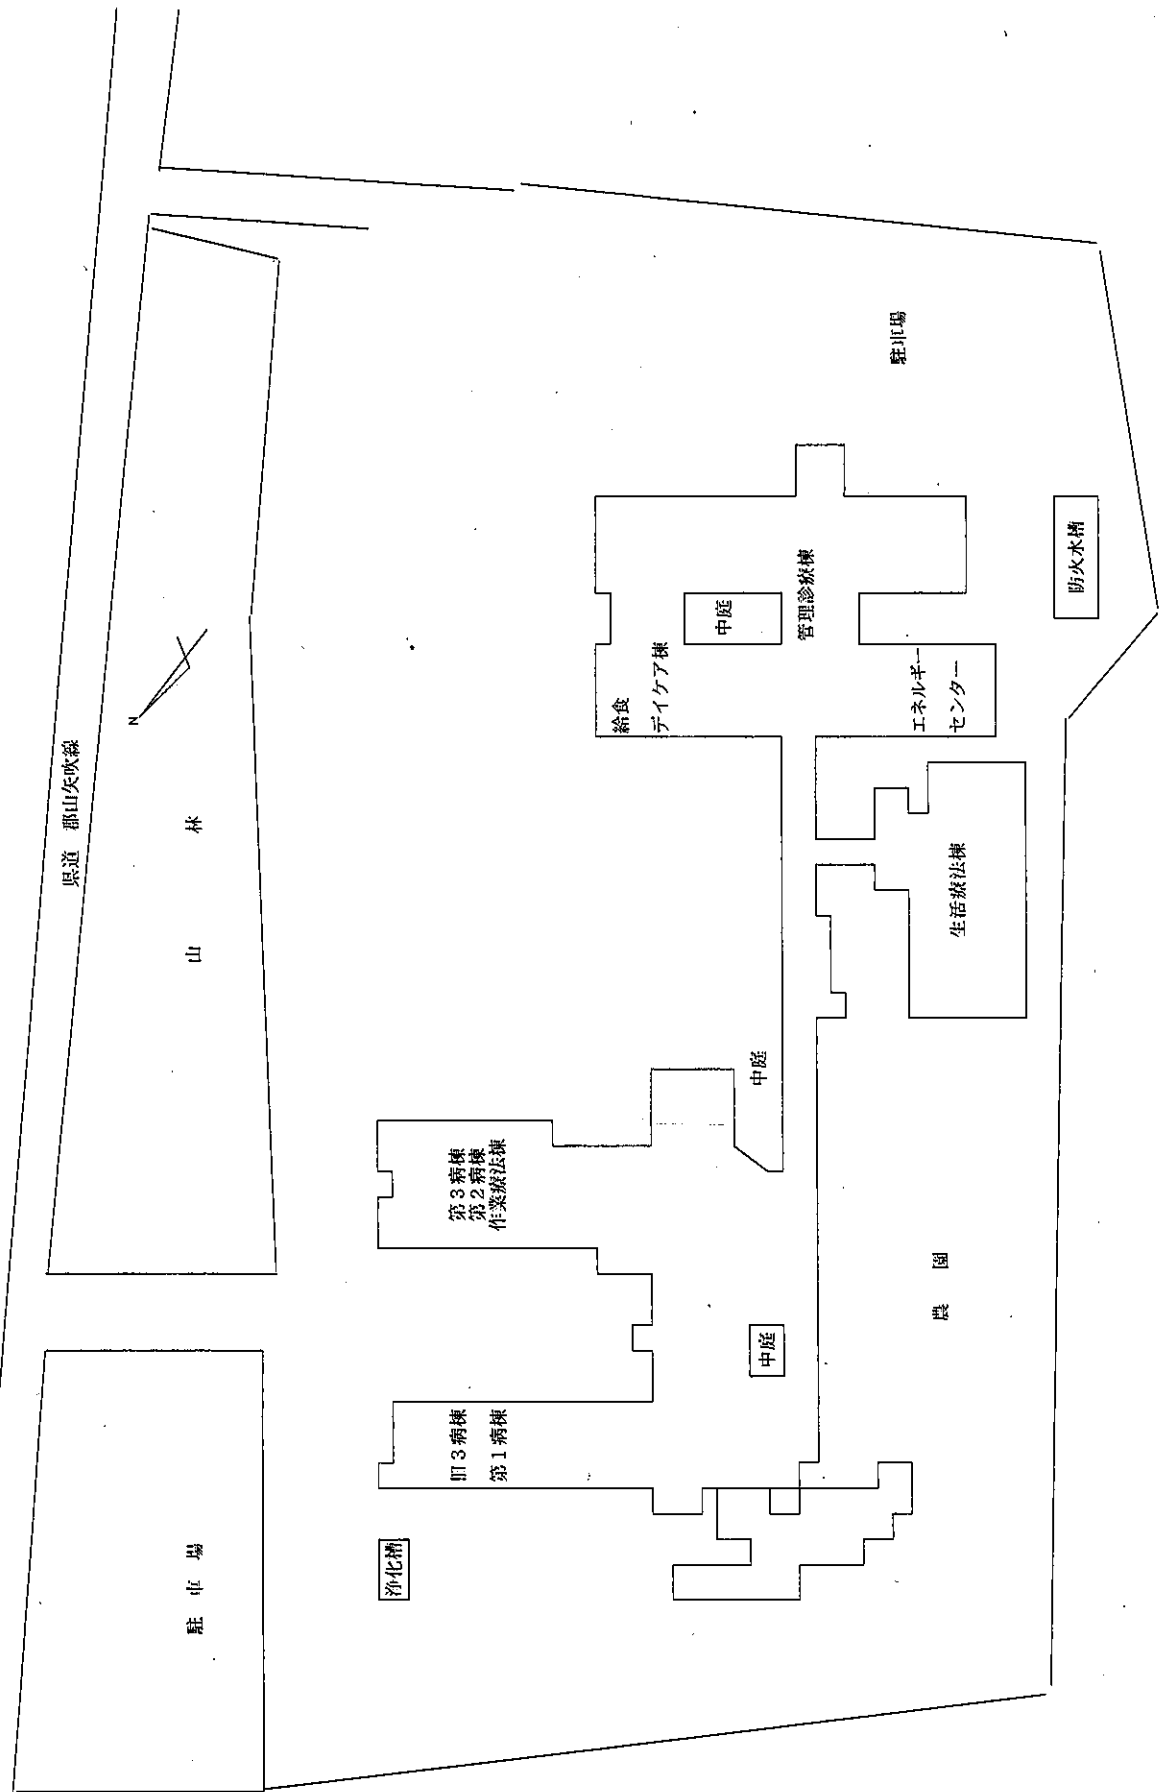 県道 郡山矢吹線
山 林
N
駐 車 場
浄化槽
第3病棟
第2病棟
作業療法棟
旧3病棟
第1病棟
中庭
中庭
給食
デイケア棟
中庭
管理診療棟
エネルギー
センター
生活療法棟
農 園
駐車場
防火水槽